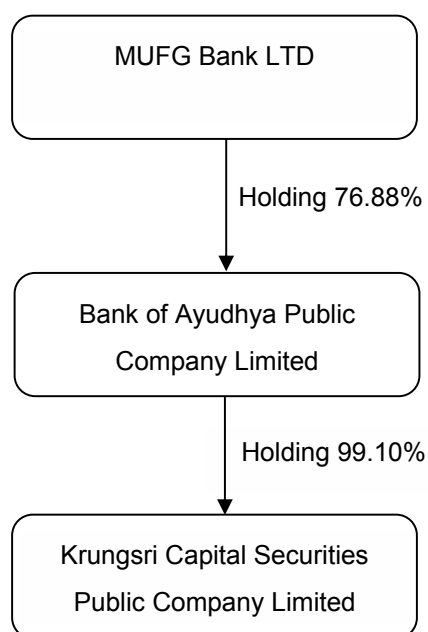 MUFG Bank LTD
Holding 76.88%
Bank of Ayudhya Public
Company Limited
Holding 99.10%
Krungsri Capital Securities
Public Company Limited